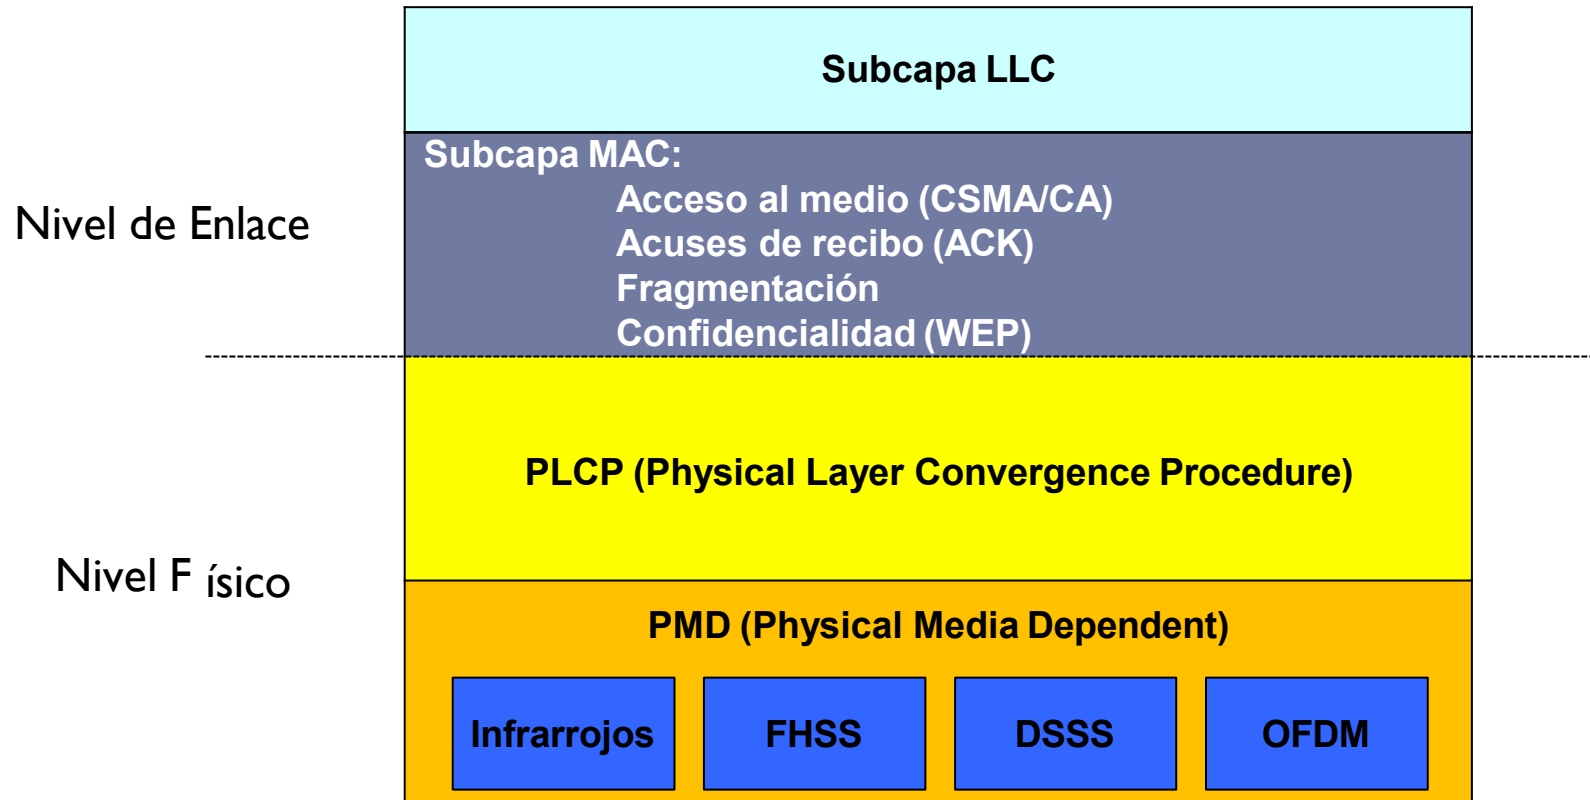 Subcapa LLC
Nivel de Enlace
Subcapa MAC:
Acceso al medio (CSMA/CA)
Acuses de recibo (ACK)
Fragmentación
Confidencialidad (WEP)
PLCP (Physical Layer Convergence Procedure)
Nivel F ísico
PMD (Physical Media Dependent)
Infrarrojos FHSS DSSS OFDM